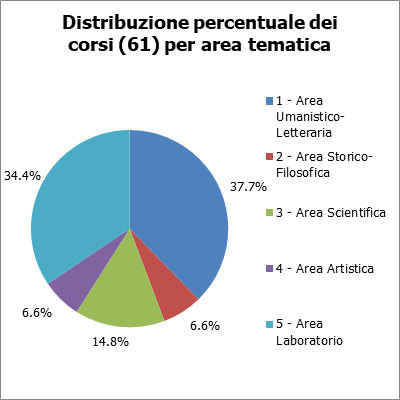 Distribuzione percentuale dei
corsi (61) per area tematica
1 - Area
Umanistico-
Letteraria
2 - Area Storico-
Filosofica
3 - Area Scientifica
4 - Area Artistica
5 - Area
Laboratorio
34.4%
37.7%
6.6%
6.6%
14.8%